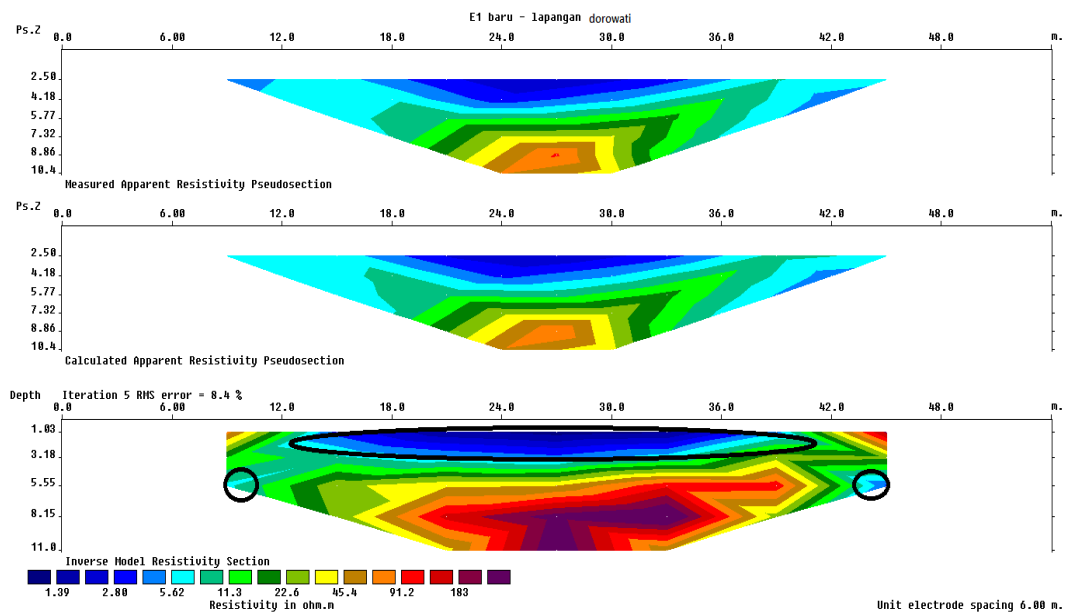 E1 baru - lapangan dorowati
Ps.Z 0.0 6.00 12.0 18.0 24.0 30.0 36.0 42.0 48.0 m.
2.50
4.18
5.77
7.32
8.86
10.4
Measured Apparent Resistivity Pseudosection
Ps.Z 0.0 6.00 12.0 18.0 24.0 30.0 36.0 42.0 48.0 m.
2.50
4.18
5.77
7.32
8.86
10.4
Calculated Apparent Resistivity Pseudosection
Depth Iteration 5 RMS error = 8.4 %
0.0 6.00 12.0 18.0 24.0 30.0 36.0 42.0 48.0 m.
1.03
3.18
5.55
8.15
11.0
Inverse Model Resistivity Section
1.39 2.80 5.62 11.3 22.6 45.4 91.2 183
Resistivity in ohm.m
Unit electrode spacing 6.00 m.